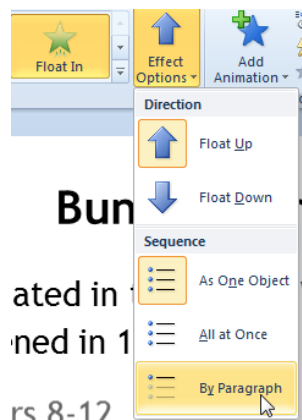 Float In
Effect
Options
Add
Animation
Direction
Float Up
Float Down
Bun
Sequence
ated in
As One Object
ned in 1
All at Once
By Paragraph
rs 8-12